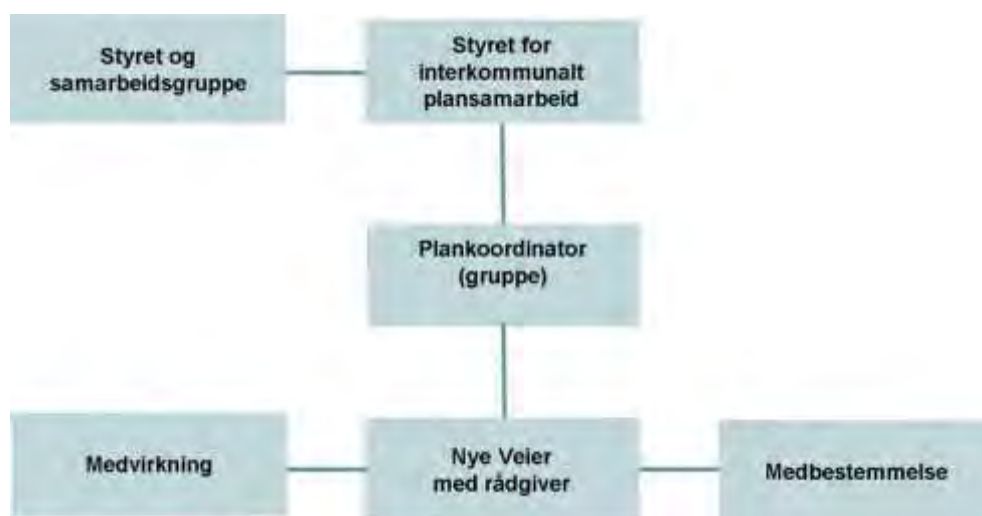 Styret og
samarbeidsgruppe
Styret for
interkommunalt
plansamarbeid
Plankoordinator
(gruppe)
Medvirkning
Nye Veier
med rådgiver
Medbestemmelse